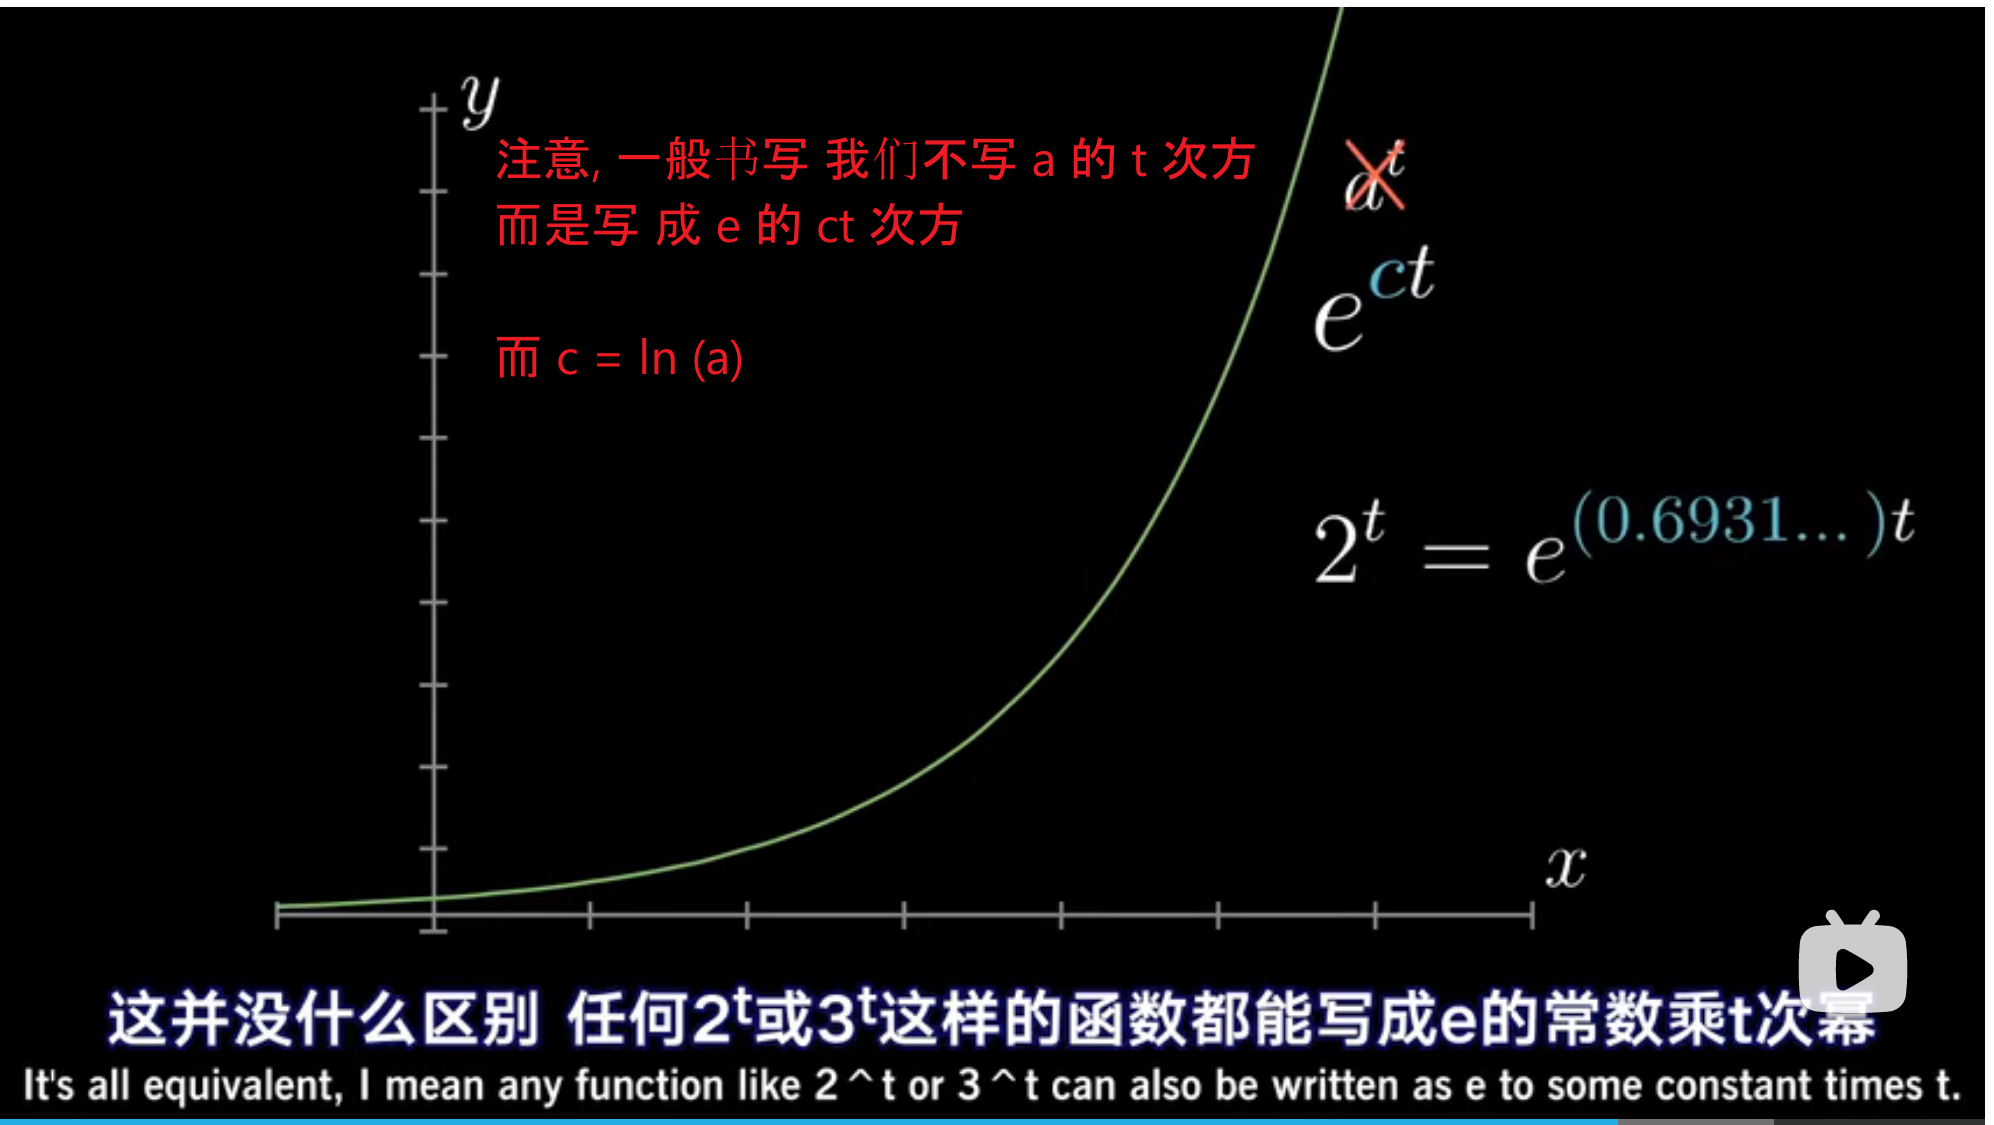 y
注意, 一般书写 我们不写 a 的 t 次方
而是写 成 e 的 ct 次方
a^t
e^{ct}
而 c = ln (a)
2^t = e^{(0.6931... )t}
x
这并没什么区别 任何2^t或3^t这样的函数都能写成e的常数乘t次幂
It's all equivalent, I mean any function like 2^t or 3^t can also be written as e to some constant times t.